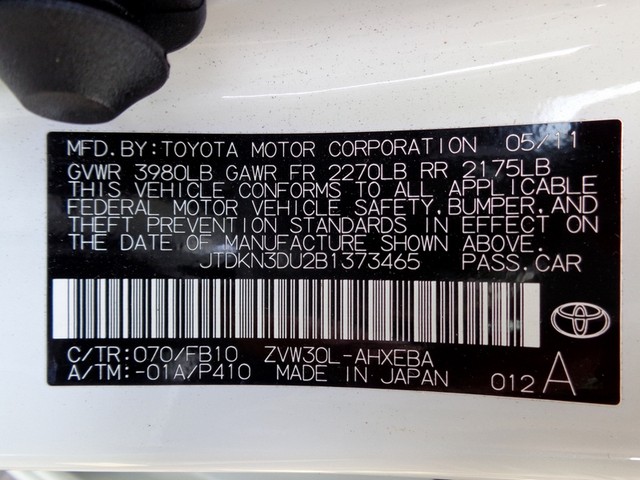 MFD. BY: TOYOTA MOTOR CORPORATION 05/11
GVWR 3980LB GAWR FR 2270LB RR 2175LB
THIS VEHICLE CONFORMS TO ALL APPLICABLE
FEDERAL MOTOR VEHICLE SAFETY, BUMPER, AND
THEFT PREVENTION STANDARDS IN EFFECT ON
THE DATE OF MANUFACTURE SHOWN ABOVE.
JTDKN3DU2B1373465 PASS. CAR
C/TR: 070/FB10 ZVW30L-AHXEBA
A/TM: -01A/P410 MADE IN JAPAN 012 A